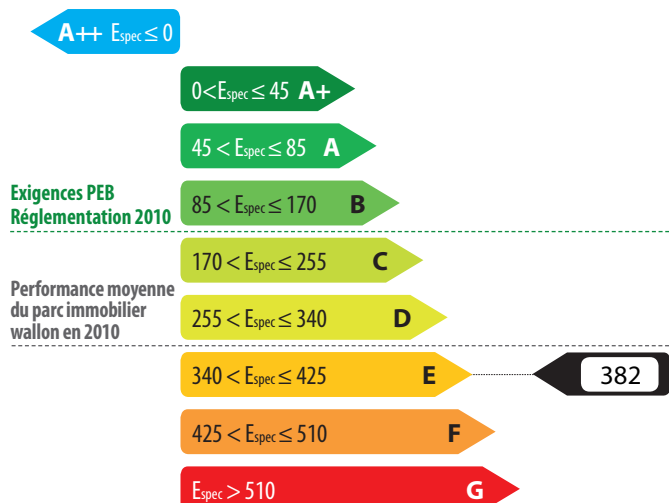 A++ Espec ≤ 0
0<Espec ≤ 45 A+
45 < Espec ≤ 85 A
Exigences PEB
Réglementation 2010
85 < Espec ≤ 170 B
170 < Espec ≤ 255 C
Performance moyenne
du parc immobilier
wallon en 2010
255 < Espec ≤ 340 D
340 < Espec ≤ 425 E
382
425 < Espec ≤ 510 F
Espec > 510 G